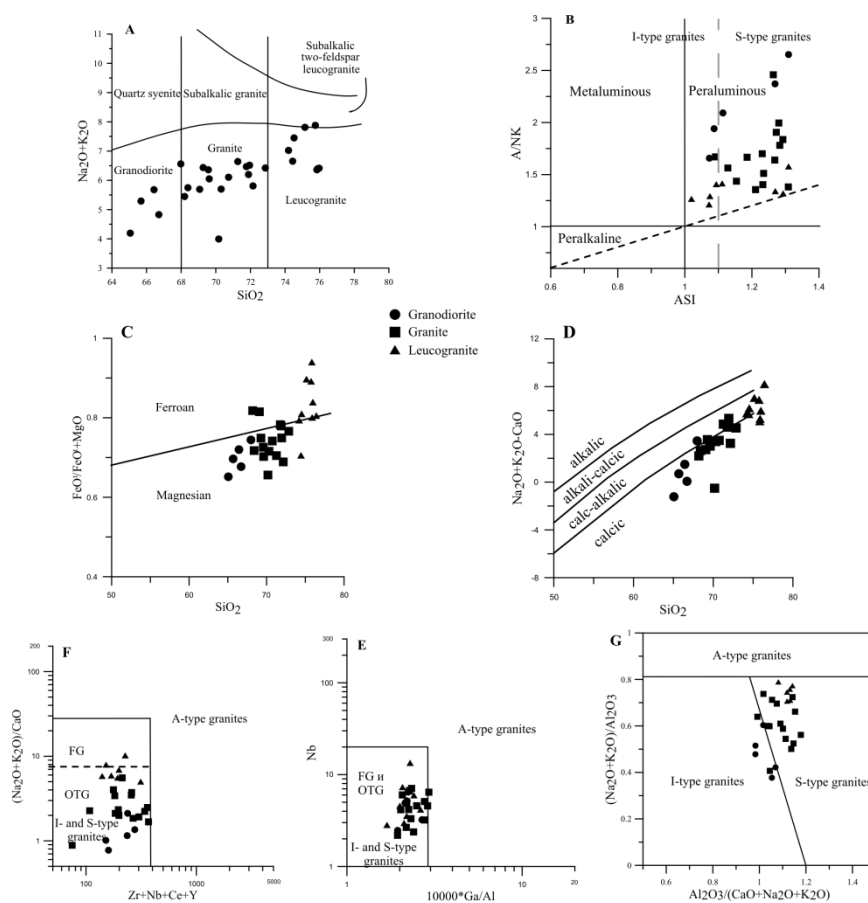 A
Na2O+K2O
11
10
9
8
7
6
5
4
3
Subalkalic
two-feldspar
leucogranite
Quartz syenite
Subalkalic granite
Granite
Granodiorite
Leucogranite
64 66 68 70 72 74 76 78 80
SiO2
B
A/NK
3
2.5
2
1.5
1
I-type granites
S-type granites
Metaluminous
Peraluminous
Peralkaline
0.6 0.8 1 1.2 1.4
ASI
C
1
0.8
0.6
0.4
Ferroan
Magnesian
50 60 70 80
SiO2
Granodiorite
Granite
Leucogranite
D
Na2O+K2O-CaO
12
8
4
0
-4
-8
alkalic
alkali-calcic
calc-alkalic
calcic
50 60 70 80
SiO2
F
(Na2O+K2O)/CaO
200
100
10
1
A-type granites
FG
OTG
I- and S-type
granites
100 1000 5000
Zr+Nb+Ce+Y
E
Nb
300
100
10
1
A-type granites
FG и
OTG
I- and S-type
granites
1 10 20
10000*Ga/Al
G
(Na2O+K2O)/Al2O3
1
0.8
0.6
0.4
0.2
0
A-type granites
I-type granites
S-type granites
0.6 0.8 1 1.2 1.4
Al2O3/(CaO+Na2O+K2O)